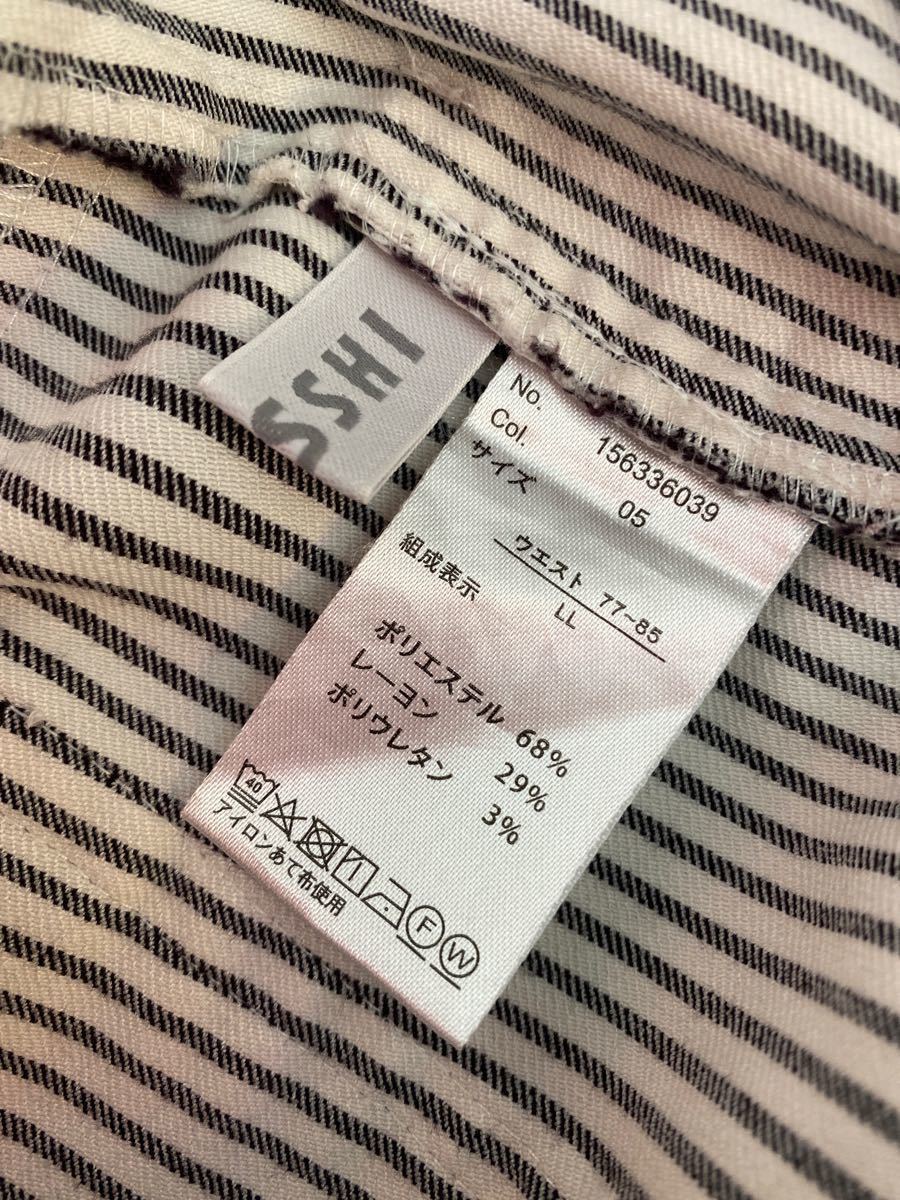 No. 156336039
Col. 05
サイズ
ウエスト 77~85
LL
組成表示
ポリエステル 68%
レーヨン 29%
ポリウレタン 3%
40
F W
アイロンあて布使用